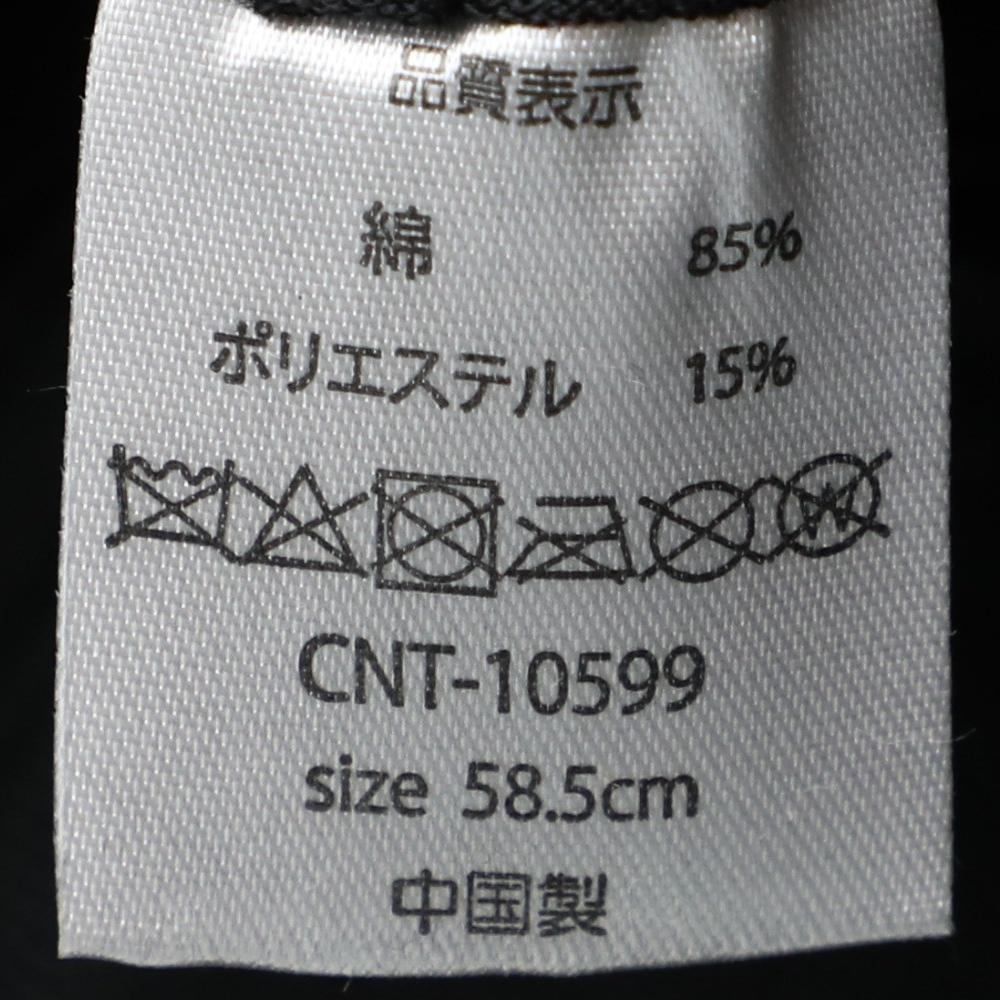 品質表示
綿 85%
ポリエステル 15%
W
CNT-10599
size 58.5cm
中国製